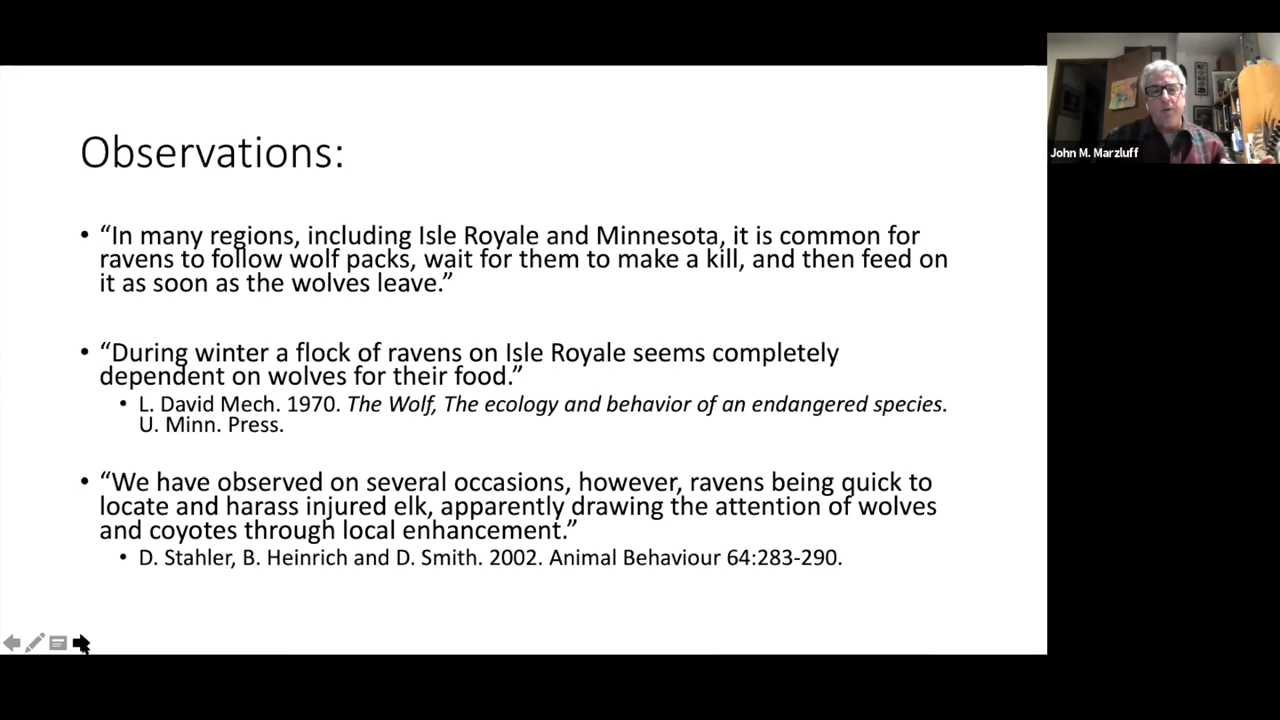 John M. Marzluff
Observations:
• “In many regions, including Isle Royale and Minnesota, it is common for
ravens to follow wolf packs, wait for them to make a kill, and then feed on
it as soon as the wolves leave.”
• “During winter a flock of ravens on Isle Royale seems completely
dependent on wolves for their food.”
• L. David Mech. 1970. The Wolf, The ecology and behavior of an endangered species.
U. Minn. Press.
• “We have observed on several occasions, however, ravens being quick to
locate and harass injured elk, apparently drawing the attention of wolves
and coyotes through local enhancement.”
• D. Stahler, B. Heinrich and D. Smith. 2002. Animal Behaviour 64:283-290.